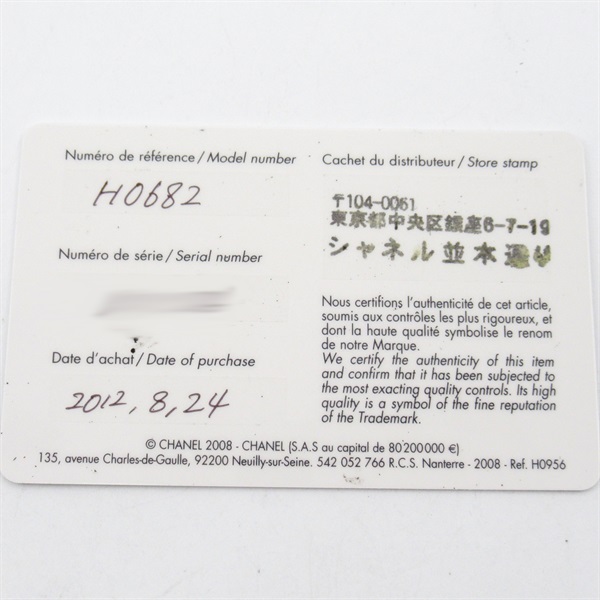 Numéro de référence / Model number
H0682
Numéro de série / Serial number
Date d'achat / Date of purchase
2012, 8, 24
Cachet du distributeur / Store stamp
〒104-0061
東京都中央区銀座6-7-19
シャネル並木通り
Nous certifions l'authenticité de cet article,
soumis aux contrôles les plus rigoureux, et
dont la haute qualité symbolise le renom
de notre Marque.
We certify the authenticity of this item
and confirm that it has been subjected to
the most exacting quality controls. Its high
quality is a symbol of the fine reputation
of the Trademark.
© CHANEL 2008 - CHANEL (S.A.S au capital de 80 200 000 €)
135, avenue Charles-de-Gaulle, 92200 Neuilly-sur-Seine. 542 052 766 R.C.S. Nanterre - 2008 - Ref. H0956